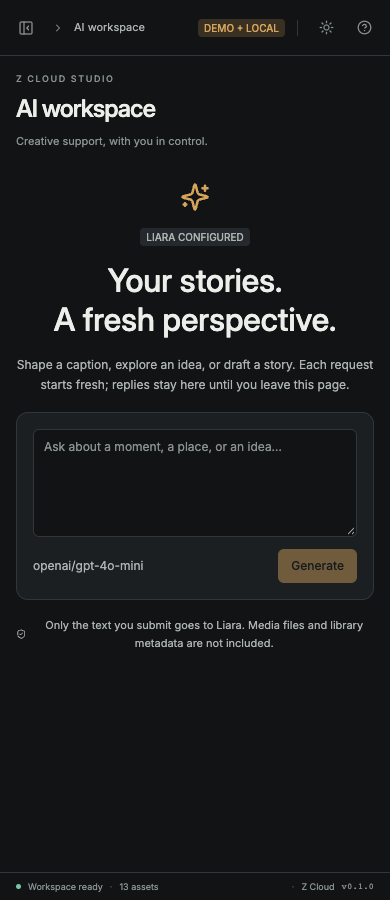 AI workspace
DEMO + LOCAL
Z CLOUD STUDIO
AI workspace
Creative support, with you in control.
LIARA CONFIGURED
Your stories.
A fresh perspective.
Shape a caption, explore an idea, or draft a story. Each request
starts fresh; replies stay here until you leave this page.
Ask about a moment, a place, or an idea...
openai/gpt-4o-mini
Generate
Only the text you submit goes to Liara. Media files and library
metadata are not included.
Workspace ready · 13 assets
· Z Cloud v0.1.0